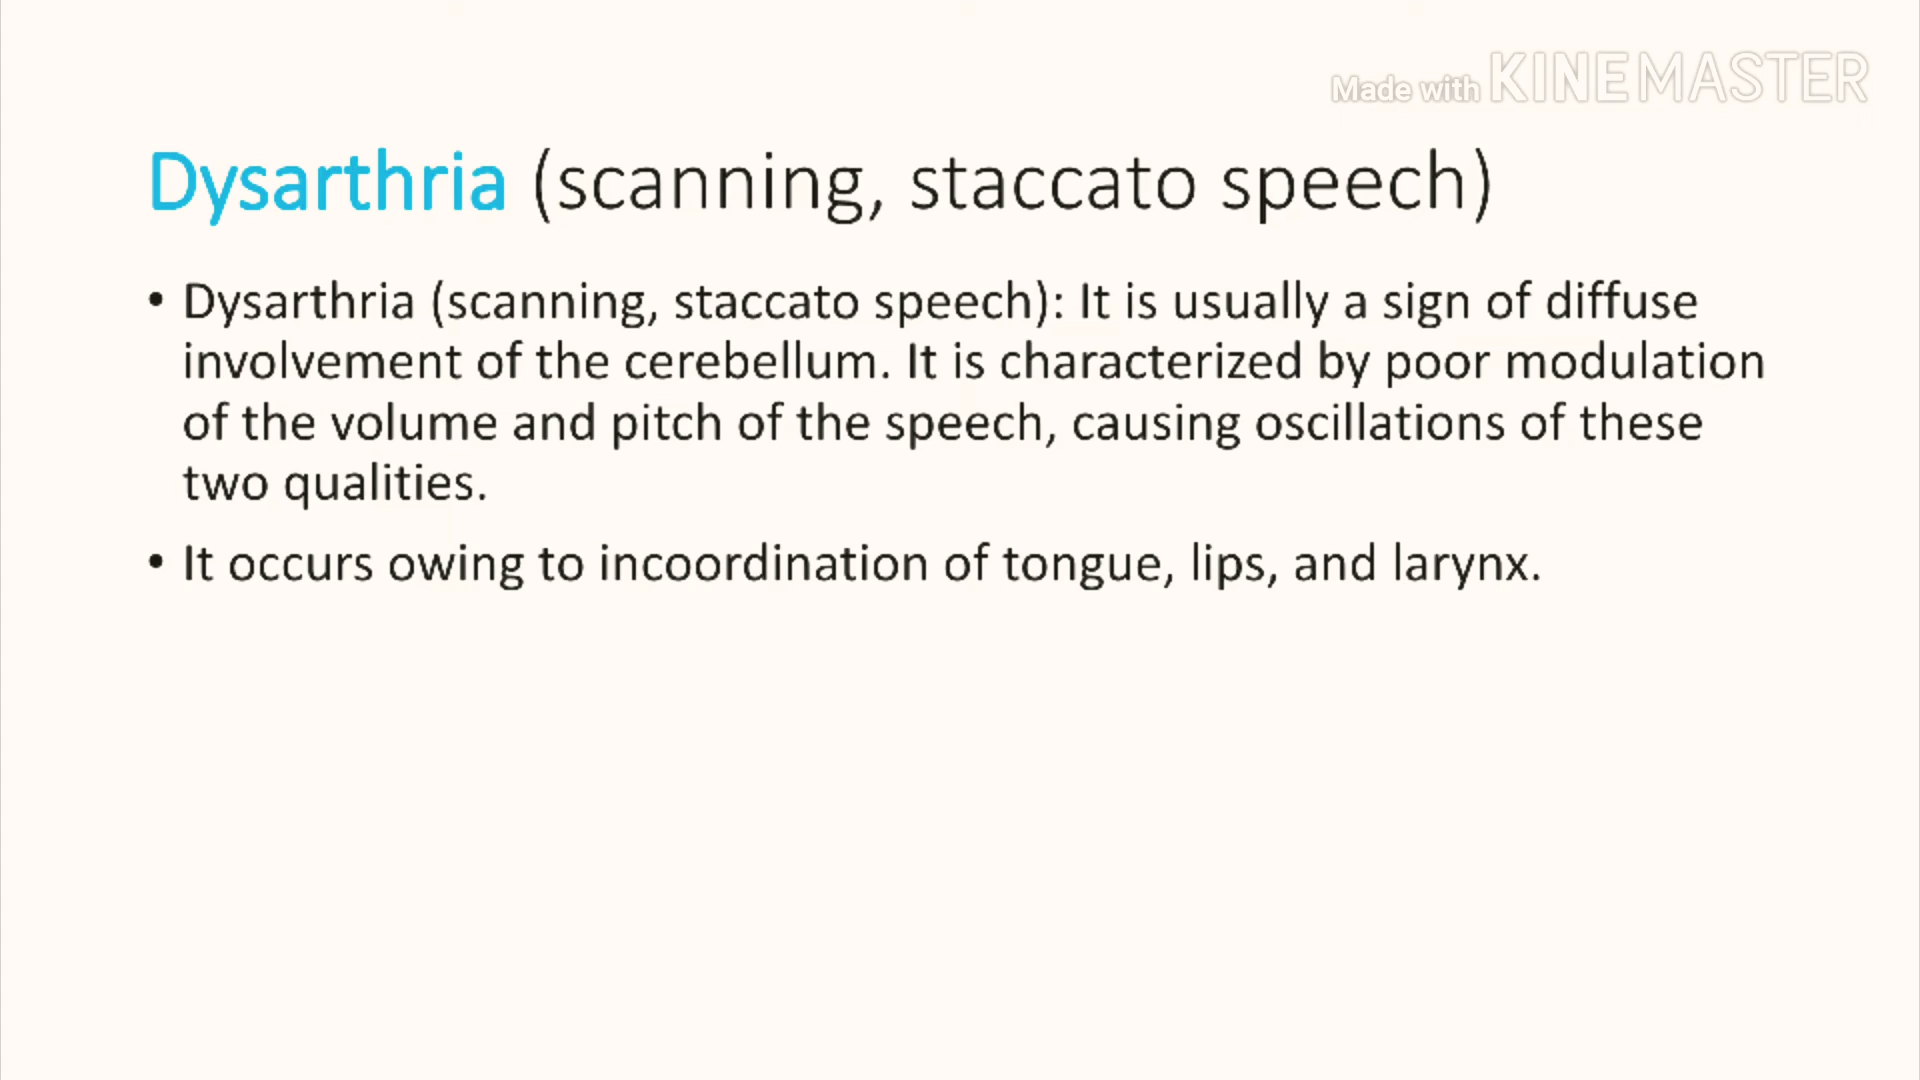 Made with KINEMASTER
Dysarthria (scanning, staccato speech)
• Dysarthria (scanning, staccato speech): It is usually a sign of diffuse
involvement of the cerebellum. It is characterized by poor modulation
of the volume and pitch of the speech, causing oscillations of these
two qualities.
• It occurs owing to incoordination of tongue, lips, and larynx.